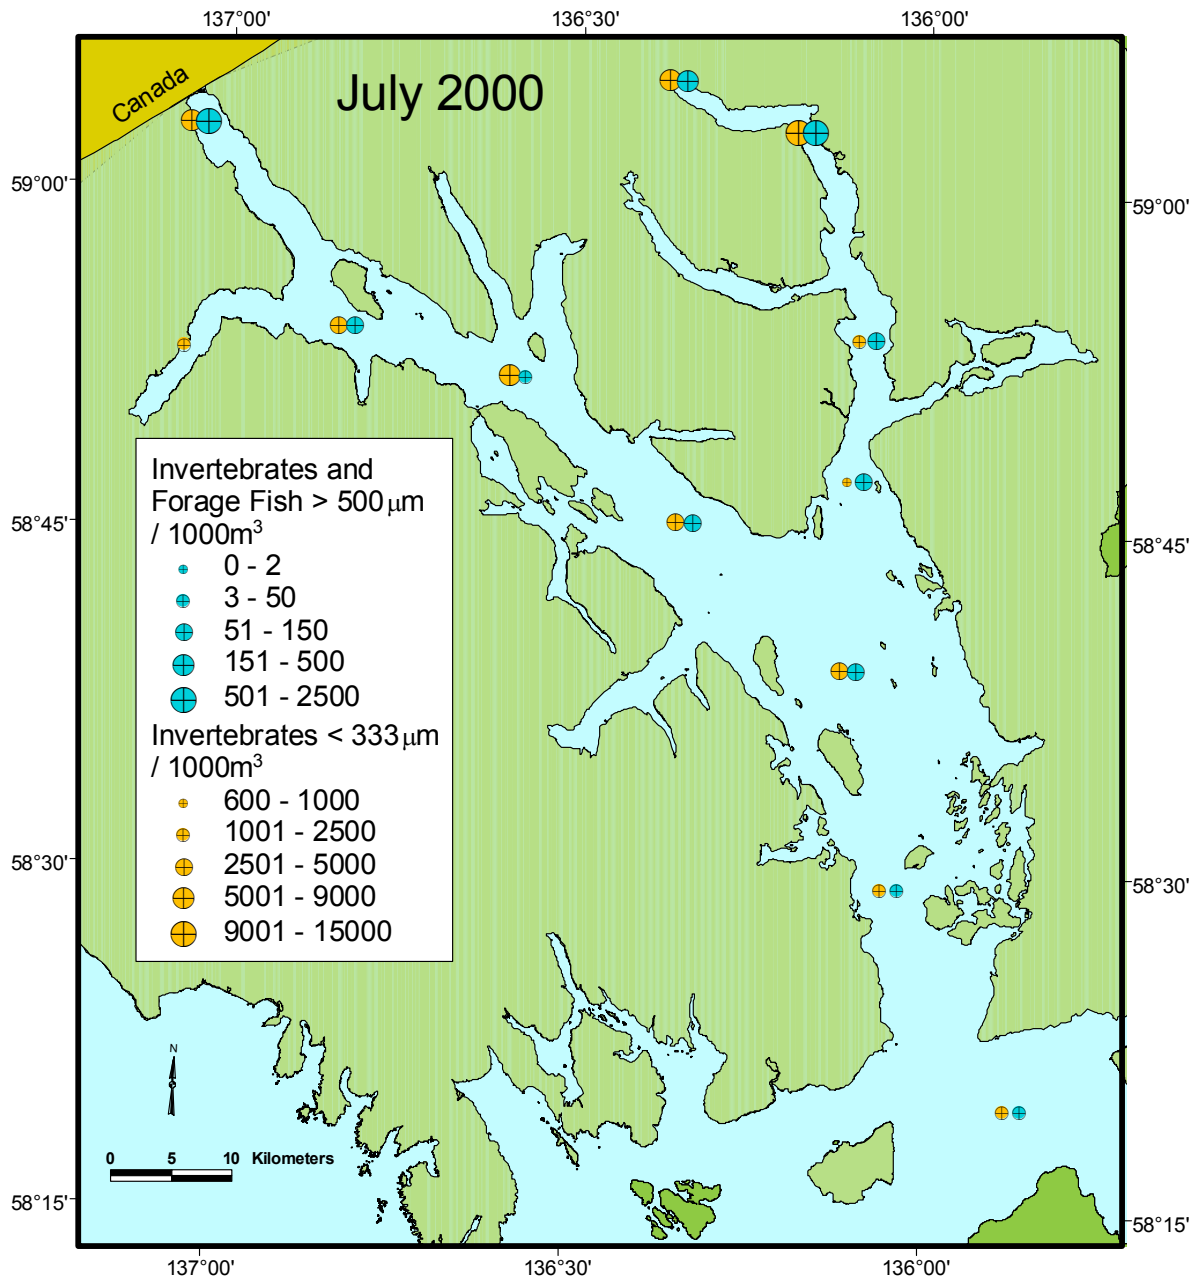 137°00' 136°30' 136°00'
Canada
July 2000
59°00'
59°00'
58°45'
58°45'
Invertebrates and
Forage Fish > 500μm
/ 1000m³
0 - 2
3 - 50
51 - 150
151 - 500
501 - 2500
Invertebrates < 333μm
/ 1000m³
600 - 1000
1001 - 2500
2501 - 5000
5001 - 9000
9001 - 15000
58°30'
58°30'
N
0 5 10 Kilometers
58°15'
58°15'
137°00' 136°30' 136°00'